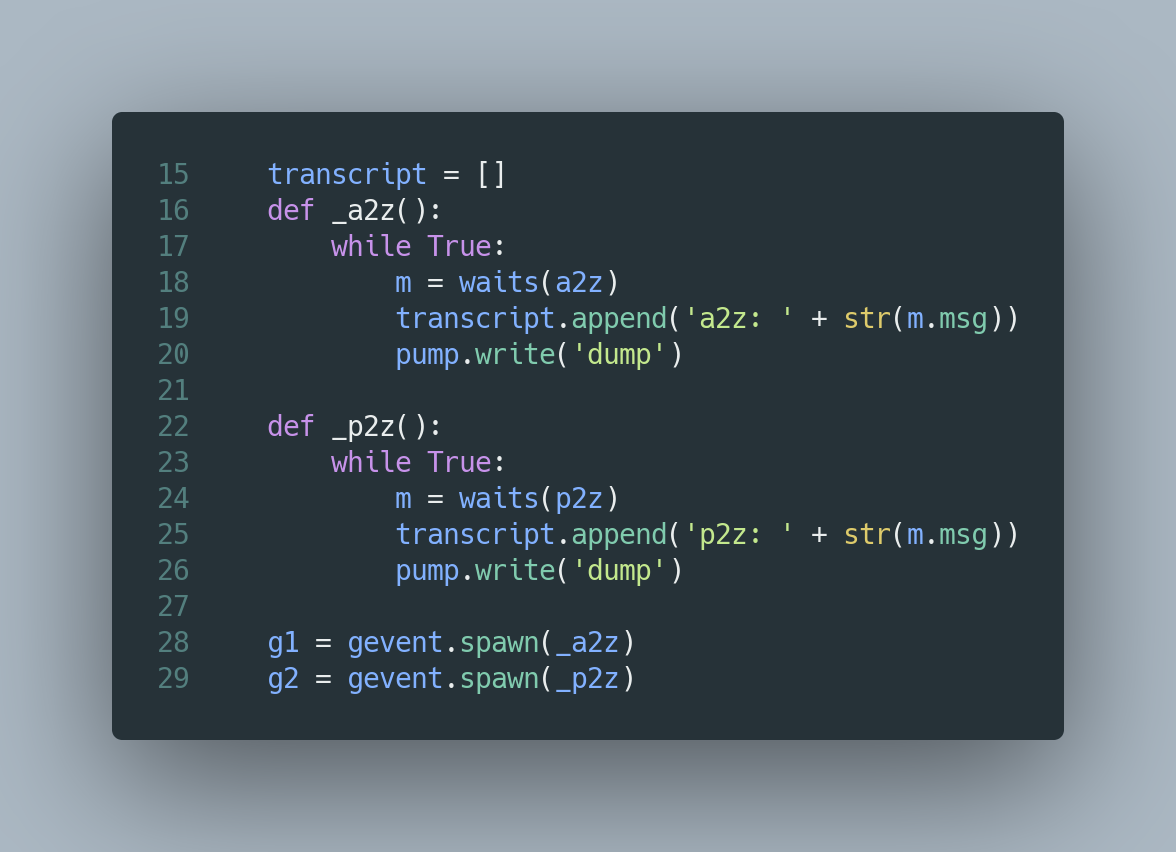 15    transcript = []
16    def _a2z():
17        while True:
18            m = waits(a2z)
19            transcript.append('a2z: ' + str(m.msg))
20            pump.write('dump')
21
22    def _p2z():
23        while True:
24            m = waits(p2z)
25            transcript.append('p2z: ' + str(m.msg))
26            pump.write('dump')
27
28    g1 = gevent.spawn(_a2z)
29    g2 = gevent.spawn(_p2z)